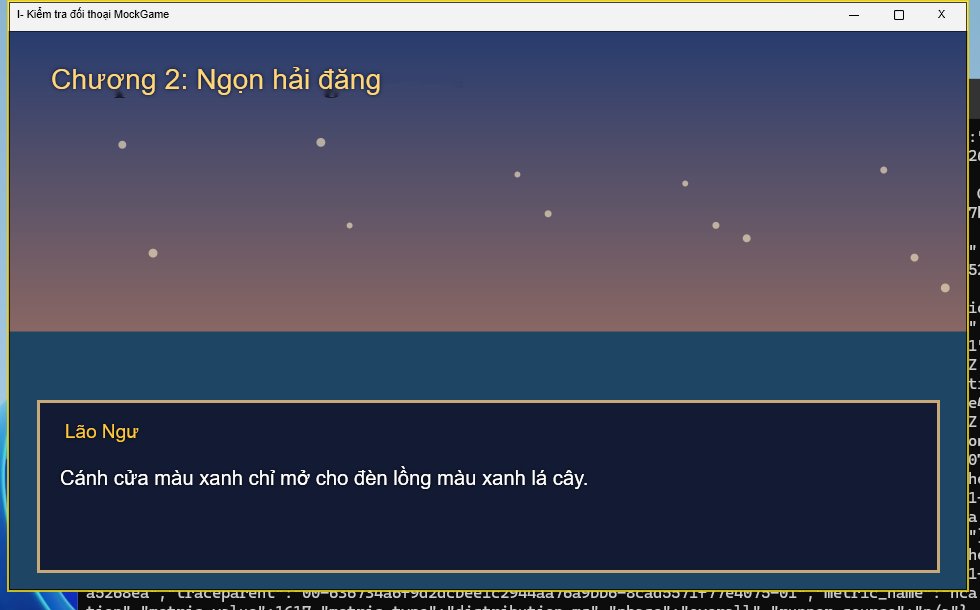 I- Kiểm tra đối thoại MockGame
Chương 2: Ngọn hải đăng
Lão Ngư
Cánh cửa màu xanh chỉ mở cho đèn lồng màu xanh lá cây.